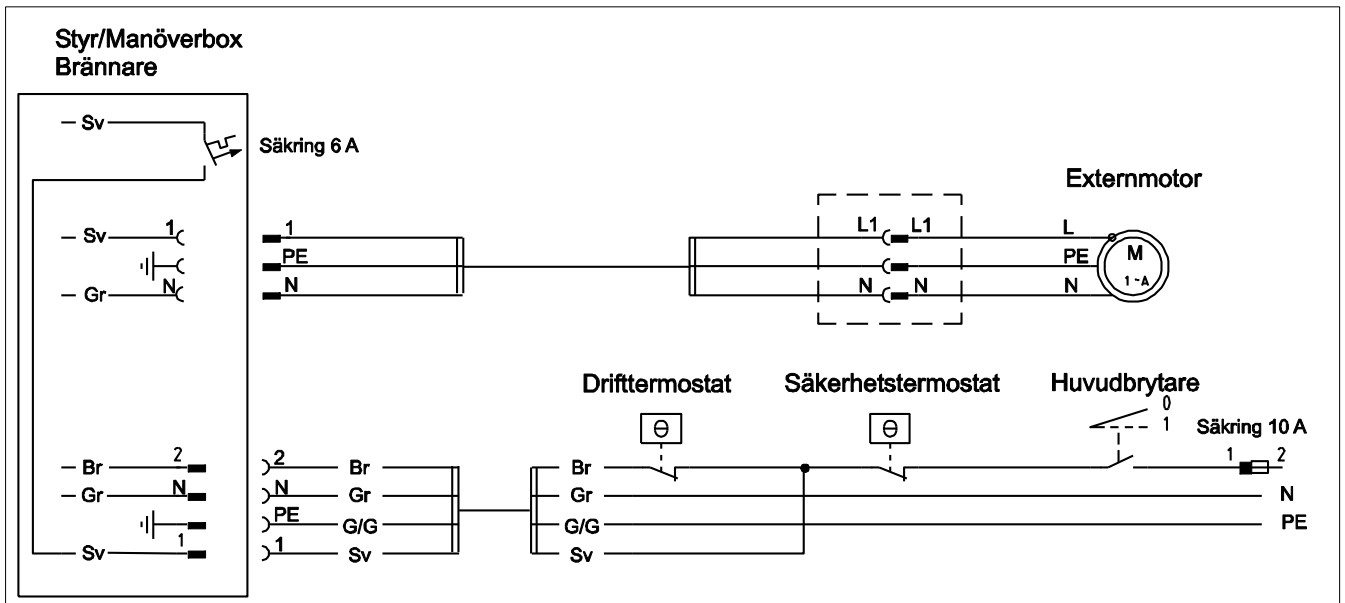 Styr/Manöverbox
Brännare
Sv
Säkring 6 A
Externmotor
Sv 1 1 L1 L1 L
PE PE
M
1~A
Gr N N N N N
Drifttermostat Säkerhetstermostat Huvudbrytare
0
1
Säkring 10 A
Θ Θ
Br 2 2 Br Br 1 2
Gr N N Gr Gr N
PE G/G G/G PE
Sv 1 1 Sv Sv